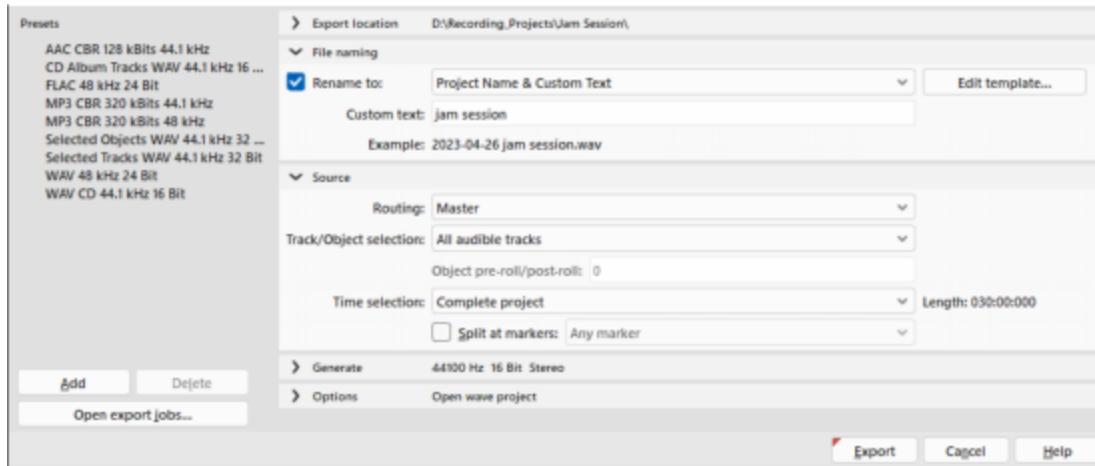 Presets
AAC CBR 128 kBits 44.1 kHz
CD Album Tracks WAV 44.1 kHz 16 ...
FLAC 48 kHz 24 Bit
MP3 CBR 320 kBits 44.1 kHz
MP3 CBR 320 kBits 48 kHz
Selected Objects WAV 44.1 kHz 32 ...
Selected Tracks WAV 44.1 kHz 32 Bit
WAV 48 kHz 24 Bit
WAV CD 44.1 kHz 16 Bit
Add Delete
Open export jobs...
Export location D:\Recording_Projects\Jam Session\
File naming
Rename to: Project Name & Custom Text Edit template...
Custom text: jam session
Example: 2023-04-26 jam session.wav
Source
Routing: Master
Track/Object selection: All audible tracks
Object pre-roll/post-roll: 0
Time selection: Complete project Length: 030:00:000
Split at markers: Any marker
Generate 44100 Hz 16 Bit Stereo
Options Open wave project
Export Cancel Help